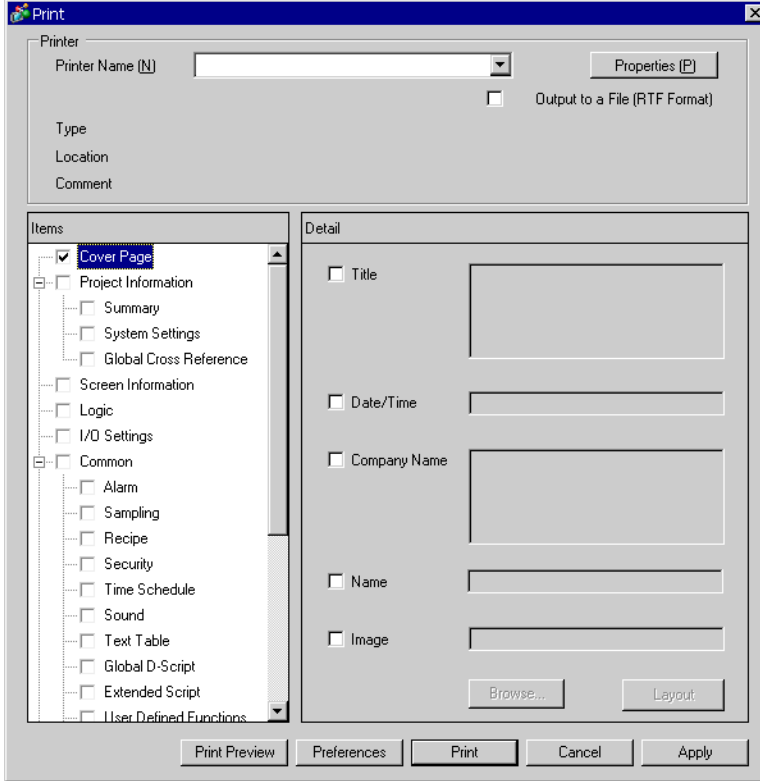 Print
Printer
Printer Name (N)
Properties (P)
Output to a File (RTF Format)
Type
Location
Comment
Items
Cover Page
Project Information
Summary
System Settings
Global Cross Reference
Screen Information
Logic
I/O Settings
Common
Alarm
Sampling
Recipe
Security
Time Schedule
Sound
Text Table
Global D-Script
Extended Script
User Defined Functions
Detail
Title
Date/Time
Company Name
Name
Image
Browse...
Layout
Print Preview
Preferences
Print
Cancel
Apply